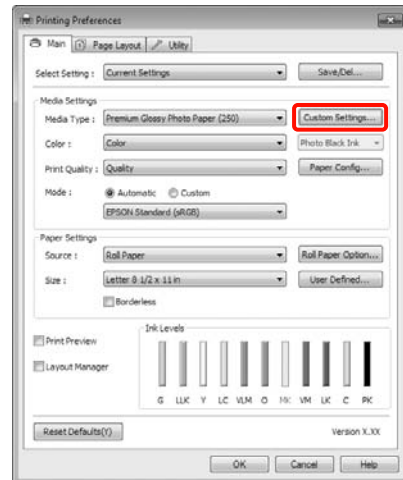 Printing Preferences
Main Page Layout Utility
Select Setting : Current Settings Save/Del...
Media Settings
Media Type : Premium Glossy Photo Paper (250) Custom Settings...
Color : Color Photo Black Ink
Print Quality : Quality Paper Config...
Mode : Automatic Custom
EPSON Standard (sRGB)
Paper Settings
Source : Roll Paper Roll Paper Option...
Size : Letter 8 1/2 x 11 in User Defined...
Borderless
Ink Levels
Print Preview
Layout Manager
G LLK Y LC VLM O MK VM LK C PK
Reset Defaults(Y) Version X.XX
OK Cancel Help